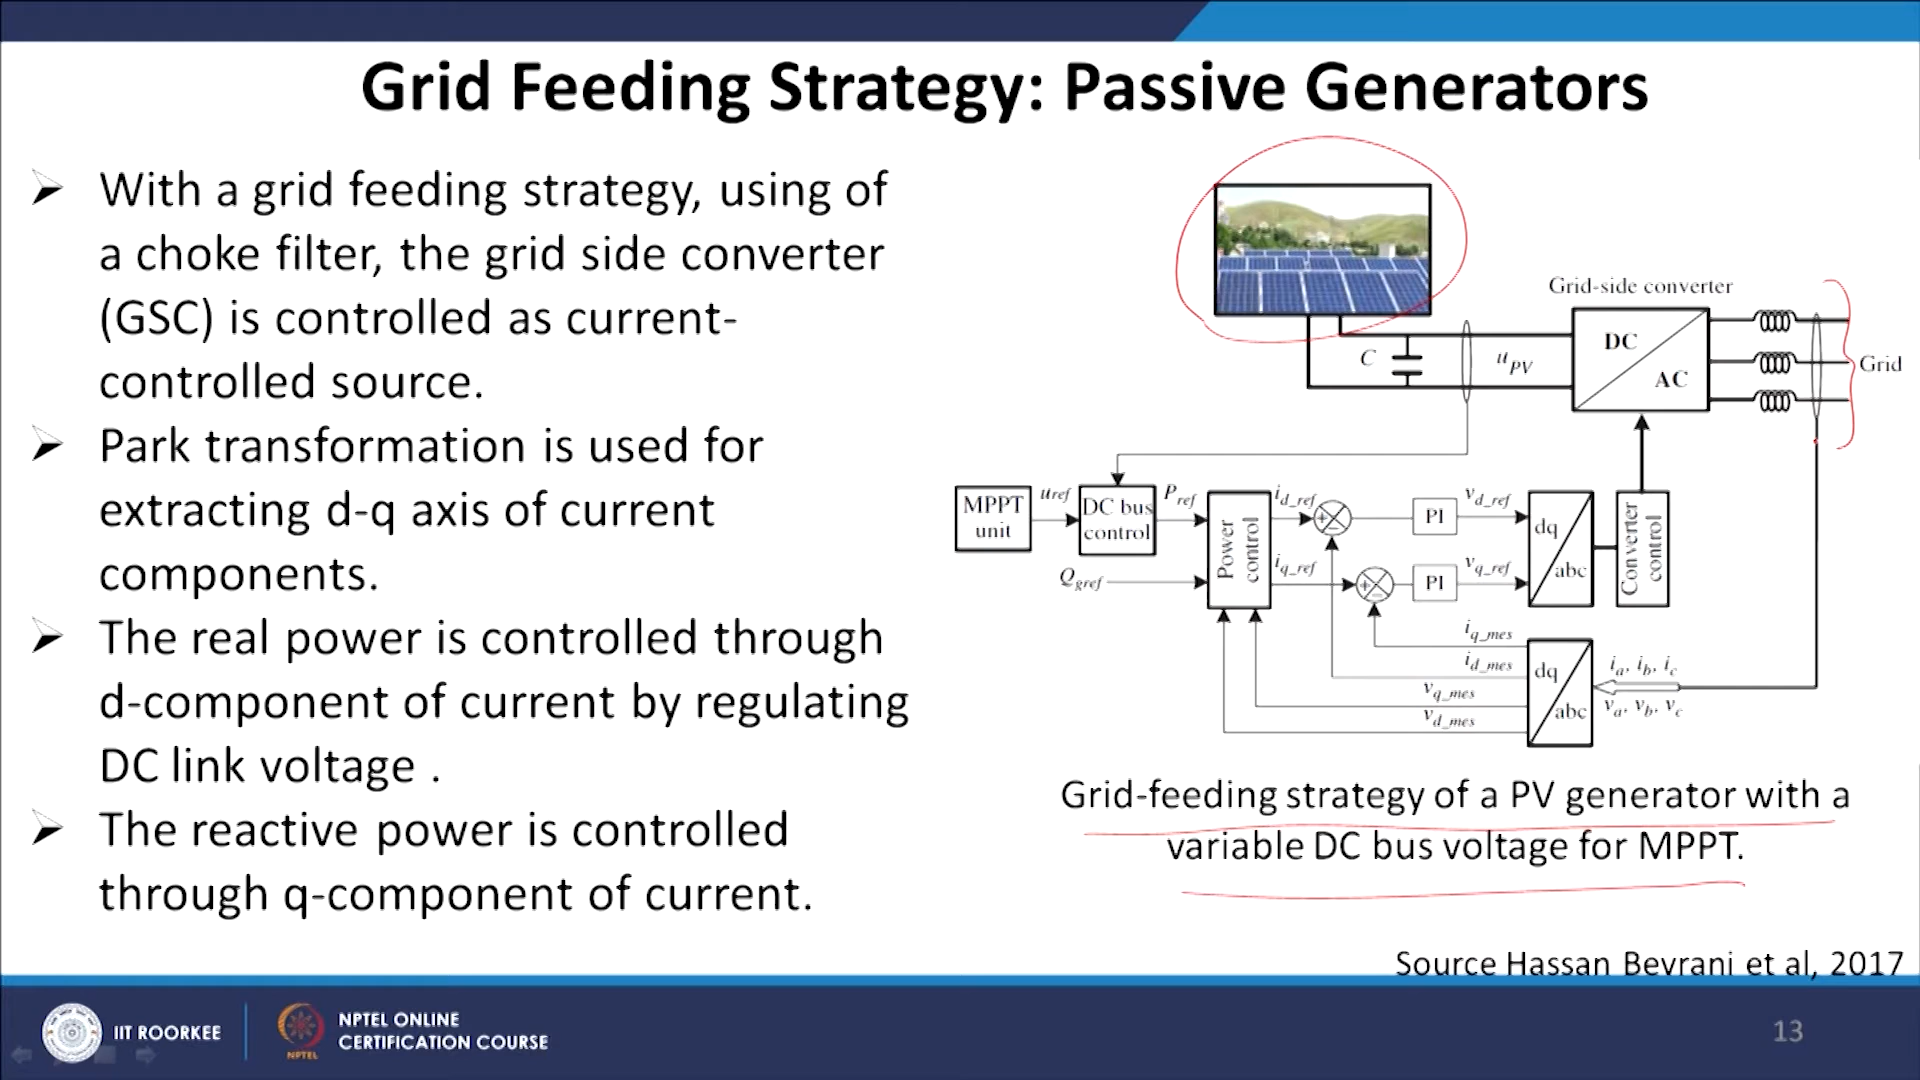 Grid Feeding Strategy: Passive Generators
➢ With a grid feeding strategy, using of
a choke filter, the grid side converter
(GSC) is controlled as current-
controlled source.
➢ Park transformation is used for
extracting d-q axis of current
components.
➢ The real power is controlled through
d-component of current by regulating
DC link voltage .
➢ The reactive power is controlled
through q-component of current.
Grid-side converter
DC
AC
C
u_PV
Grid
MPPT
unit
u_ref
DC bus
control
P_ref
Q_gref
Power
control
i_d_ref
i_q_ref
+
−
+
−
PI
PI
v_d_ref
v_q_ref
dq
abc
Converter
control
i_q_mes
i_d_mes
v_q_mes
v_d_mes
dq
abc
i_a, i_b, i_c
v_a, v_b, v_c
Grid-feeding strategy of a PV generator with a
variable DC bus voltage for MPPT.
Source Hassan Bevrani et al, 2017
IIT ROORKEE
NPTEL
NPTEL ONLINE
CERTIFICATION COURSE
13